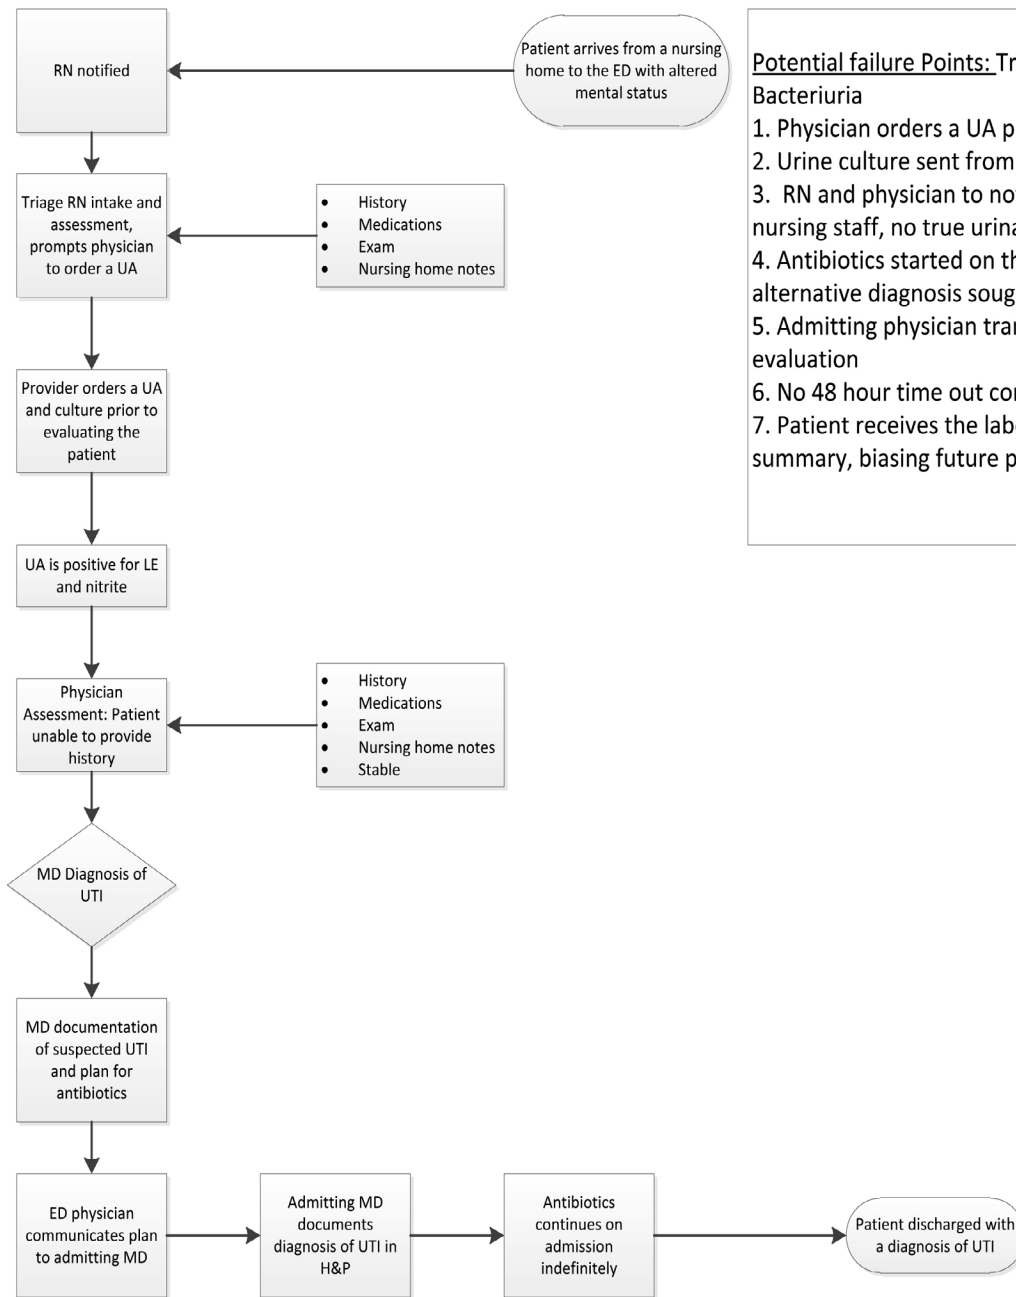 RN notified
Patient arrives from a nursing
home to the ED with altered
mental status
Triage RN intake and
assessment,
prompts physician
to order a UA
• History
• Medications
• Exam
• Nursing home notes
Provider orders a UA
and culture prior to
evaluating the
patient
UA is positive for LE
and nitrite
Physician
Assessment: Patient
unable to provide
history
• History
• Medications
• Exam
• Nursing home notes
• Stable
MD Diagnosis of
UTI
MD documentation
of suspected UTI
and plan for
antibiotics
ED physician
communicates plan
to admitting MD
Admitting MD
documents
diagnosis of UTI in
H&P
Antibiotics
continues on
admission
indefinitely
Patient discharged with
a diagnosis of UTI
Potential failure Points:
Bacteriuria
1. Physician orders a UA
2. Urine culture sent from
3. RN and physician to
nursing staff, no true
4. Antibiotics started on
alternative diagnosis
5. Admitting physician
evaluation
6. No 48 hour time out
7. Patient receives the
summary, biasing future